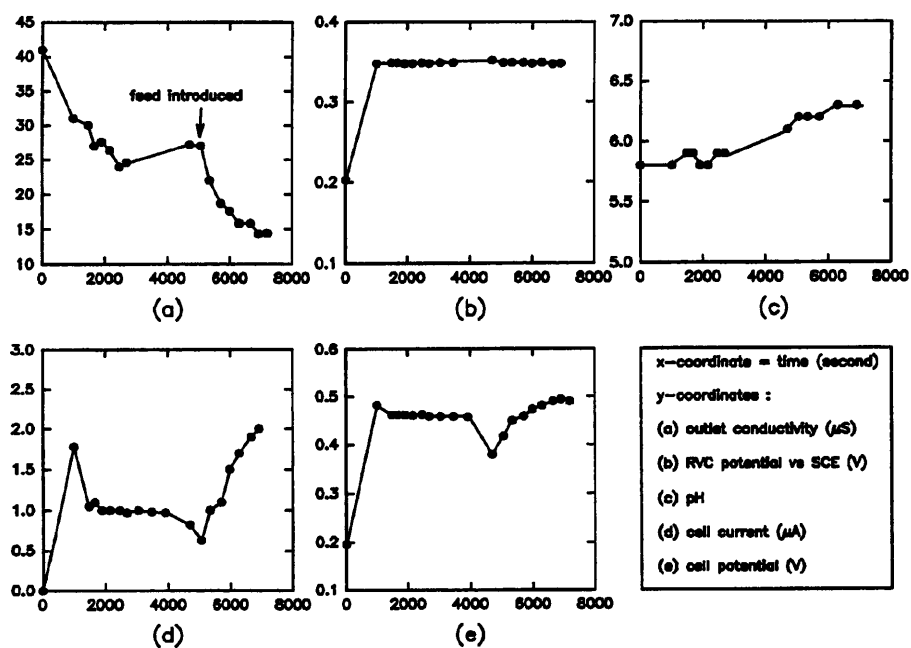 45
40
35
30
25
20
15
10
feed introduced
0 2000 4000 6000 8000
(a)
0.4
0.3
0.2
0.1
0 2000 4000 6000 8000
(b)
7.0
6.5
6.0
5.5
5.0
0 2000 4000 6000 8000
(c)
3.0
2.5
2.0
1.5
1.0
0.5
0.0
0 2000 4000 6000 8000
(d)
0.6
0.5
0.4
0.3
0.2
0.1
0 2000 4000 6000 8000
(e)
x-coordinate = time (second)
y-coordinates :
(a) outlet conductivity (μS)
(b) RVC potential vs SCE (V)
(c) pH
(d) cell current (μA)
(e) cell potential (V)